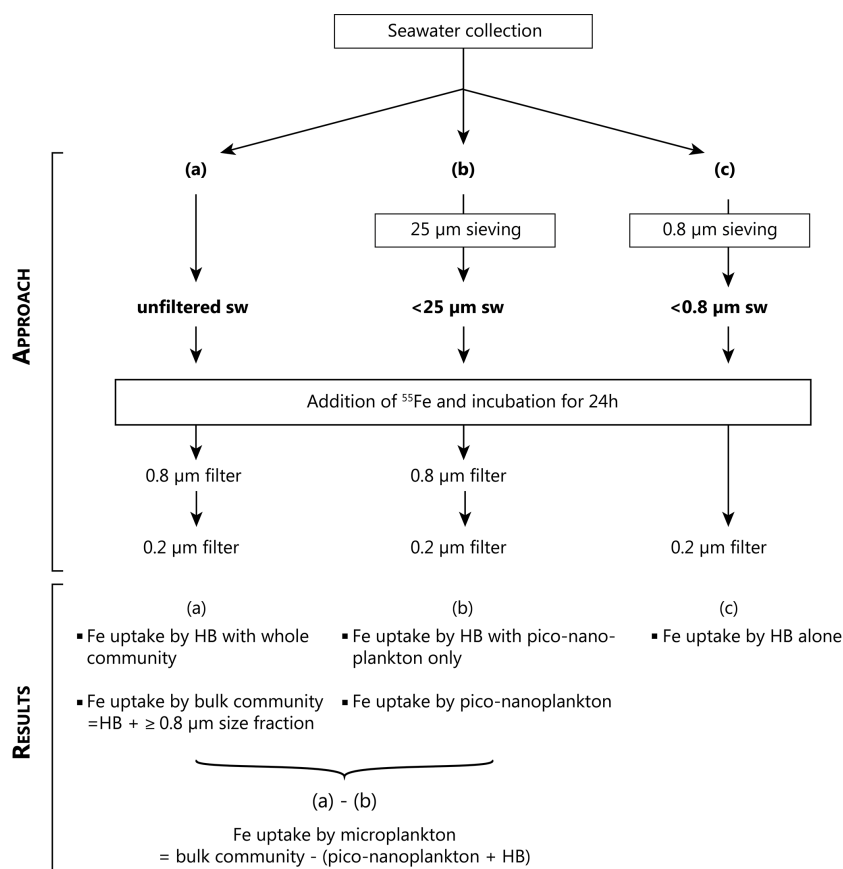 Seawater collection
(a)
(b)
(c)
25 µm sieving
0.8 µm sieving
unfiltered sw
<25 µm sw
<0.8 µm sw
APPROACH
Addition of ⁵⁵Fe and incubation for 24h
0.8 µm filter
0.8 µm filter
0.2 µm filter
0.2 µm filter
0.2 µm filter
RESULTS
(a)
▪ Fe uptake by HB with whole
community
▪ Fe uptake by bulk community
=HB + ≥ 0.8 µm size fraction
(b)
▪ Fe uptake by HB with pico-nano-
plankton only
▪ Fe uptake by pico-nanoplankton
(c)
▪ Fe uptake by HB alone
(a) - (b)
Fe uptake by microplankton
= bulk community - (pico-nanoplankton + HB)